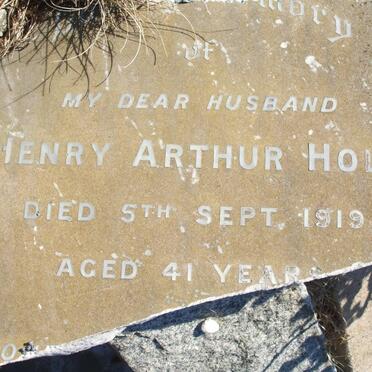 of
MY DEAR HUSBAND
HENRY ARTHUR
DIED 5TH SEPT. 1919
AGED 41 YEARS